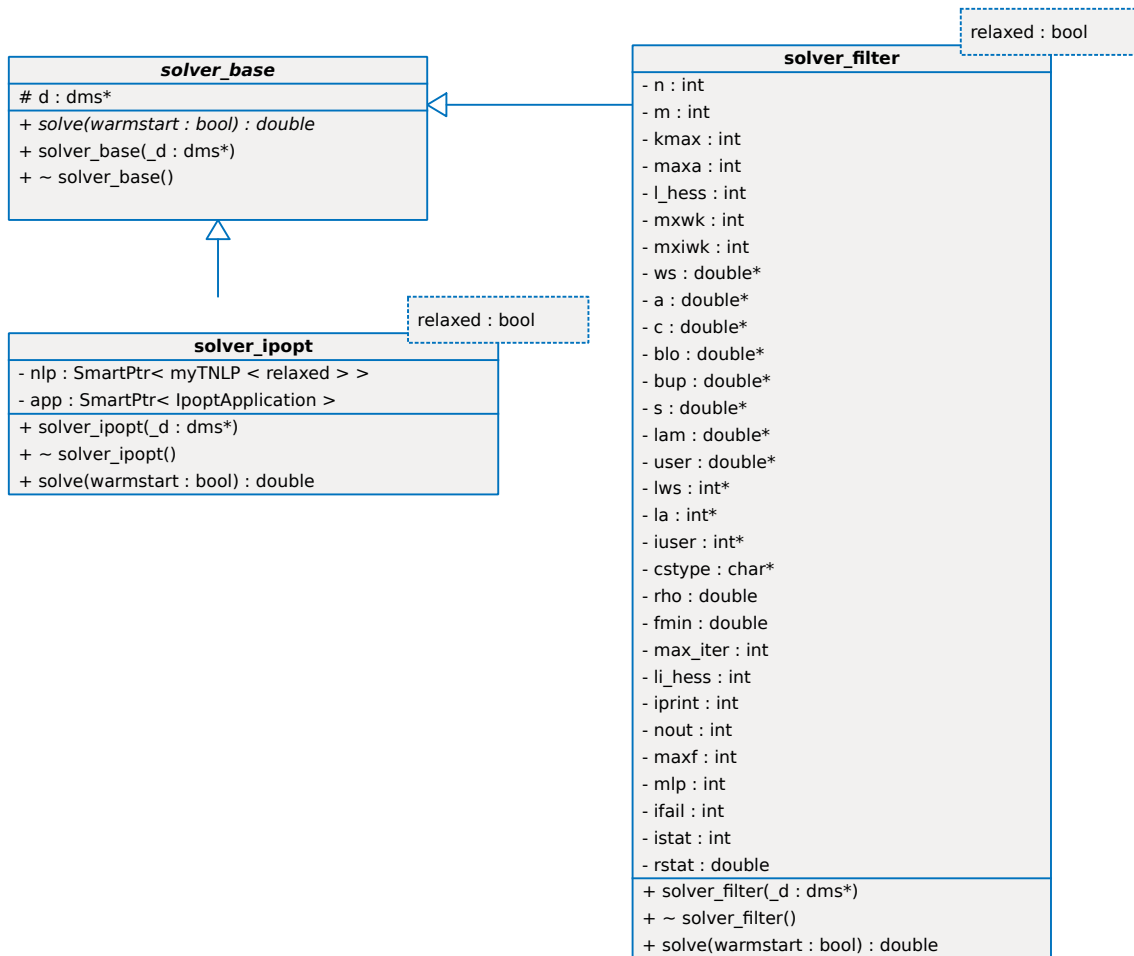 solver_base
# d : dms*
+ solve(warmstart : bool) : double
+ solver_base(_d : dms*)
+ ~ solver_base()
relaxed : bool
solver_ipopt
- nlp : SmartPtr< myTNLP < relaxed > >
- app : SmartPtr< IpoptApplication >
+ solver_ipopt(_d : dms*)
+ ~ solver_ipopt()
+ solve(warmstart : bool) : double
relaxed : bool
solver_filter
- n : int
- m : int
- kmax : int
- maxa : int
- l_hess : int
- mxwk : int
- mxiwk : int
- ws : double*
- a : double*
- c : double*
- blo : double*
- bup : double*
- s : double*
- lam : double*
- user : double*
- lws : int*
- la : int*
- iuser : int*
- cstype : char*
- rho : double
- fmin : double
- max_iter : int
- li_hess : int
- iprint : int
- nout : int
- maxf : int
- mlp : int
- ifail : int
- istat : int
- rstat : double
+ solver_filter(_d : dms*)
+ ~ solver_filter()
+ solve(warmstart : bool) : double